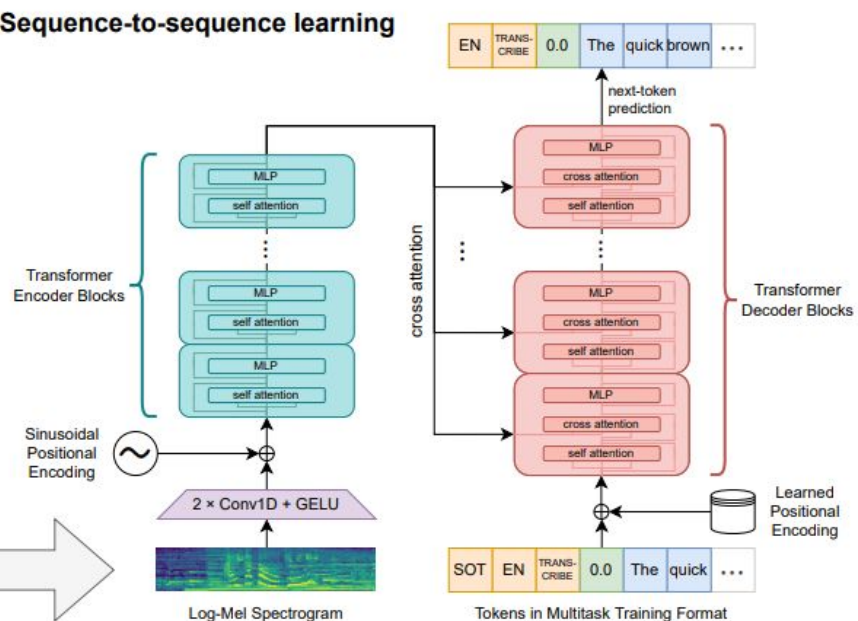 Sequence-to-sequence learning
EN
TRANS-
CRIBE
0.0
The
quick
brown
...
next-token
prediction
MLP
self attention
MLP
cross attention
self attention
Transformer
Encoder Blocks
MLP
self attention
MLP
self attention
cross attention
MLP
cross attention
self attention
MLP
cross attention
self attention
Transformer
Decoder Blocks
Sinusoidal
Positional
Encoding
2 × Conv1D + GELU
Learned
Positional
Encoding
SOT
EN
TRANS-
CRIBE
0.0
The
quick
...
Log-Mel Spectrogram
Tokens in Multitask Training Format